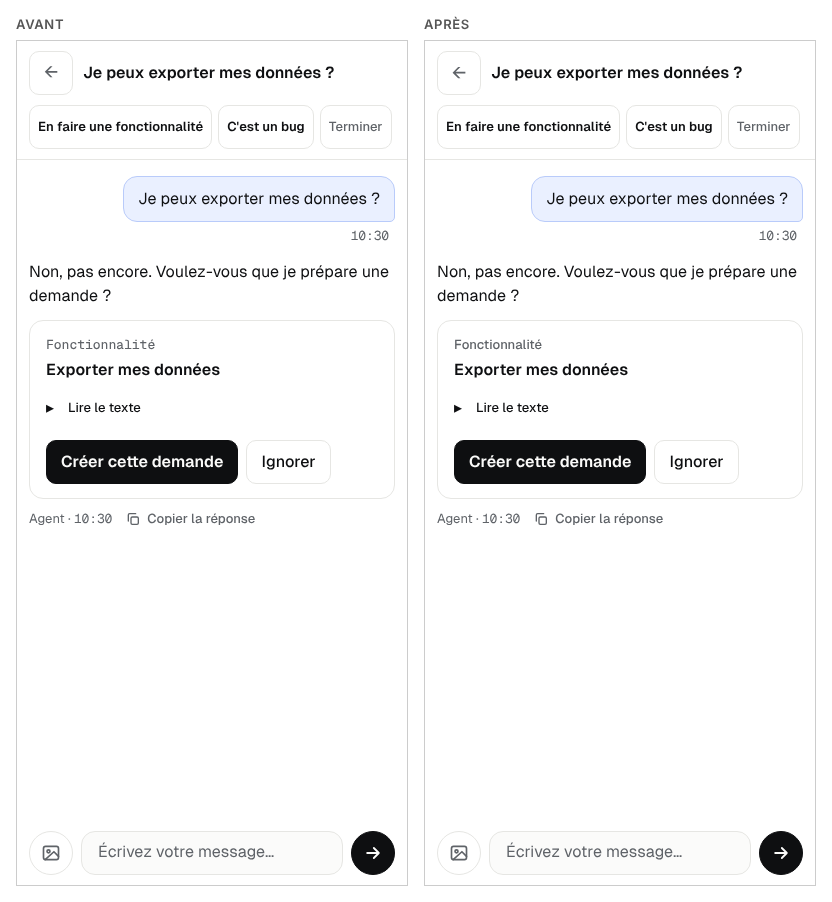 AVANT
Je peux exporter mes données ?
En faire une fonctionnalité C'est un bug Terminer
Je peux exporter mes données ?
10:30
Non, pas encore. Voulez-vous que je prépare une
demande ?
Fonctionnalité
Exporter mes données
Lire le texte
Créer cette demande Ignorer
Agent · 10:30 Copier la réponse
Écrivez votre message...
APRÈS
Je peux exporter mes données ?
En faire une fonctionnalité C'est un bug Terminer
Je peux exporter mes données ?
10:30
Non, pas encore. Voulez-vous que je prépare une
demande ?
Fonctionnalité
Exporter mes données
Lire le texte
Créer cette demande Ignorer
Agent · 10:30 Copier la réponse
Écrivez votre message...